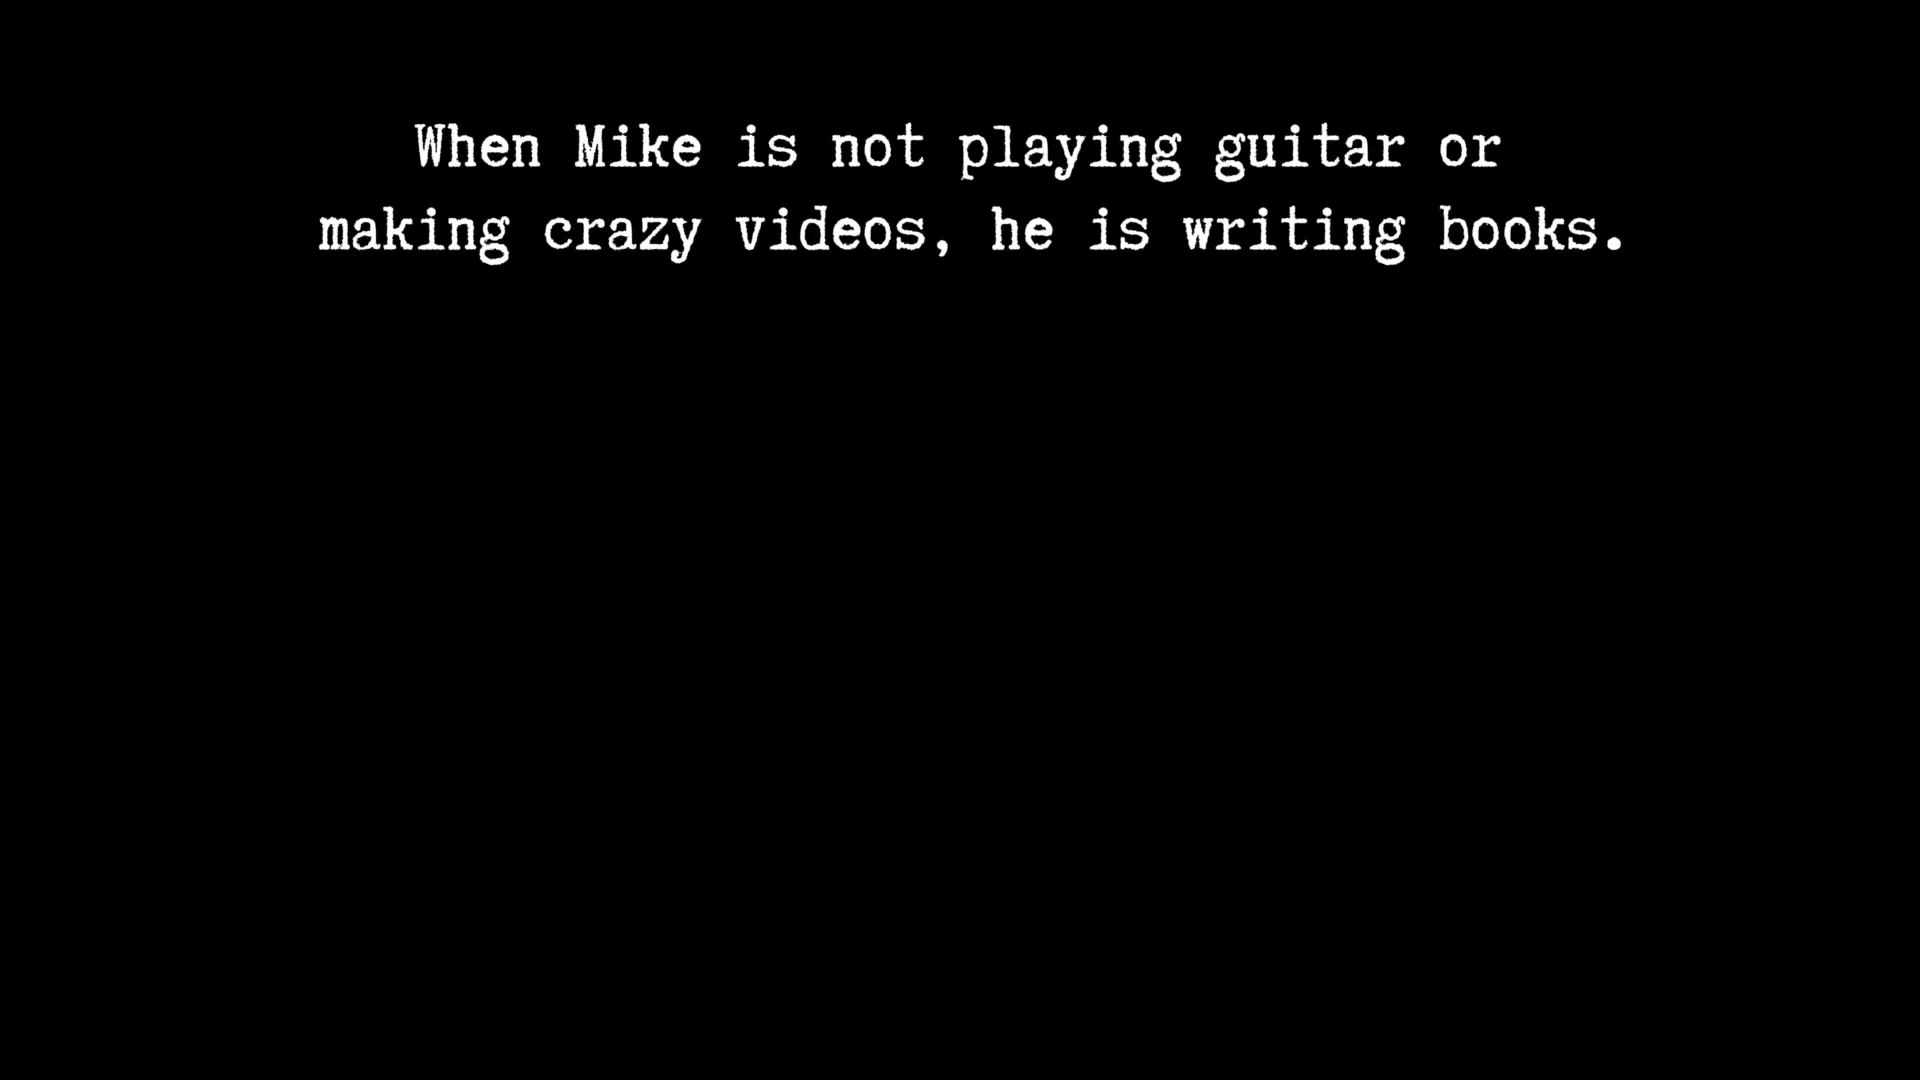 When Mike is not playing guitar or
making crazy videos, he is writing books.